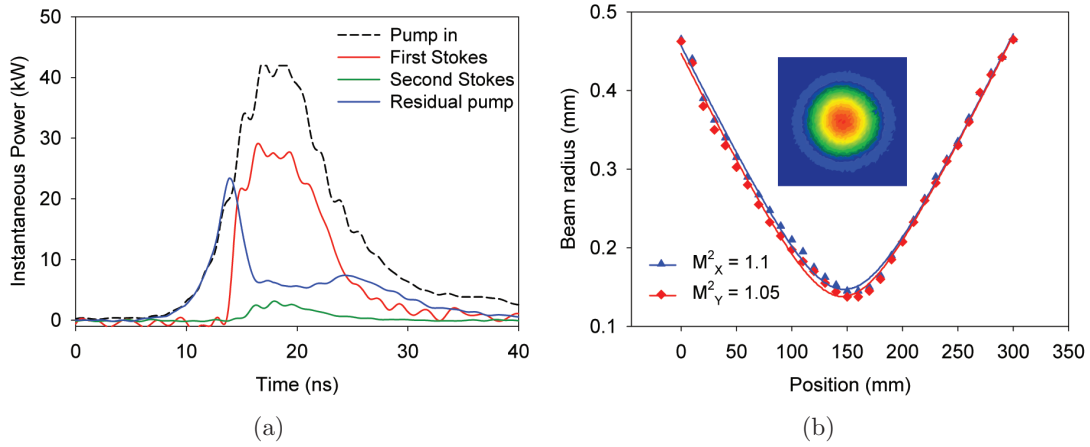 50
40
30
20
10
0
Instantaneous Power (kW)
Pump in
First Stokes
Second Stokes
Residual pump
0 10 20 30 40
Time (ns)
(a)
0.5
0.4
0.3
0.2
0.1
Beam radius (mm)
M²X = 1.1
M²Y = 1.05
0 50 100 150 200 250 300 350
Position (mm)
(b)